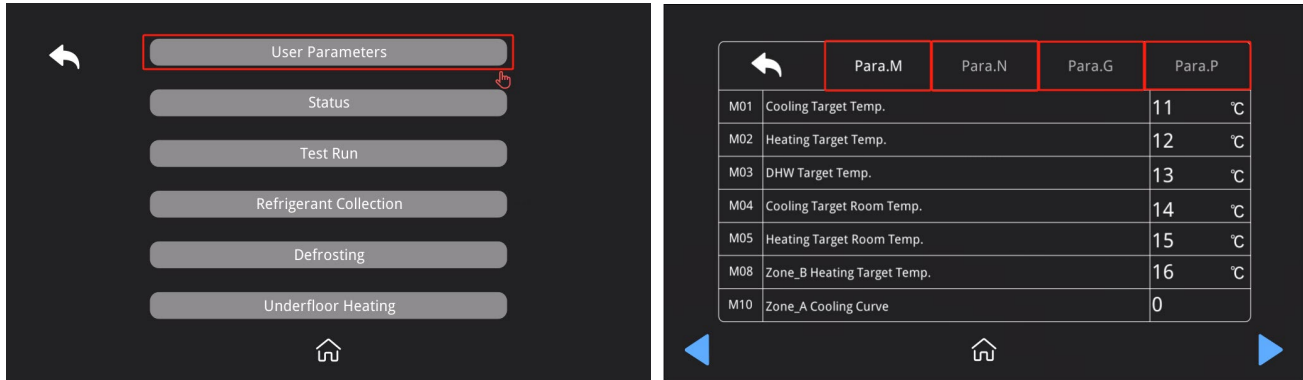 User Parameters
Status
Test Run
Refrigerant Collection
Defrosting
Underfloor Heating
Para.M Para.N Para.G Para.P
M01 Cooling Target Temp. 11 ℃
M02 Heating Target Temp. 12 ℃
M03 DHW Target Temp. 13 ℃
M04 Cooling Target Room Temp. 14 ℃
M05 Heating Target Room Temp. 15 ℃
M08 Zone_B Heating Target Temp. 16 ℃
M10 Zone_A Cooling Curve 0